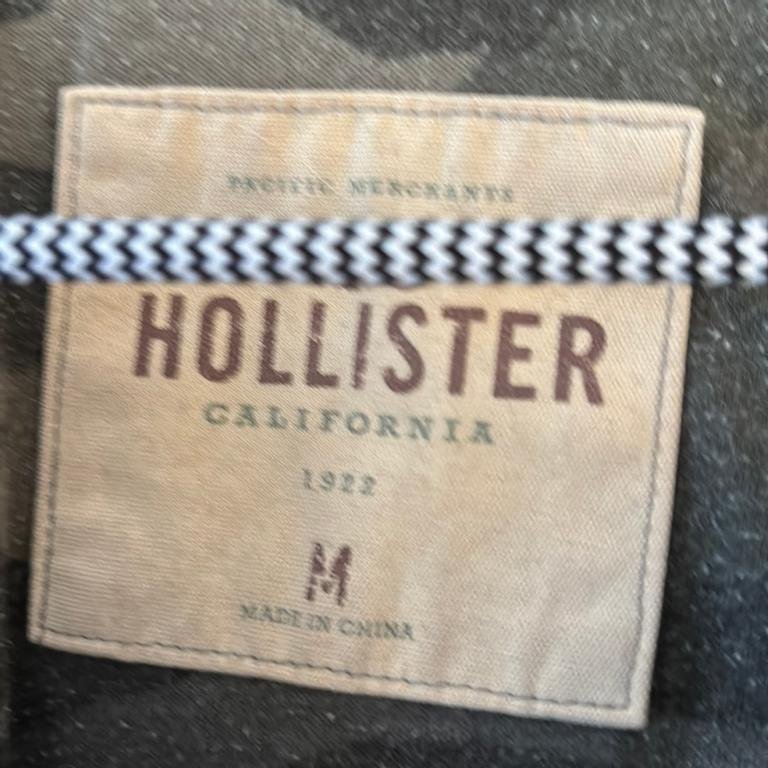 PACIFIC MERCHANTS
HOLLISTER
CALIFORNIA
1922
M
MADE IN CHINA